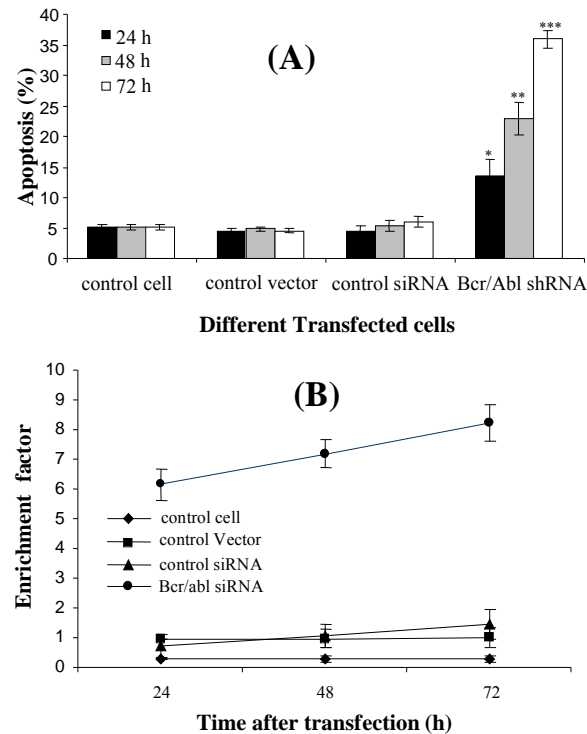 (A)
24 h
48 h
72 h
Apoptosis (%)
40
35
30
25
20
15
10
5
0
*
**
***
control cell control vector control siRNA Bcr/Abl shRNA
Different Transfected cells
(B)
Enrichment factor
10
9
8
7
6
5
4
3
2
1
0
control cell
control Vector
control siRNA
Bcr/abl siRNA
24 48 72
Time after transfection (h)